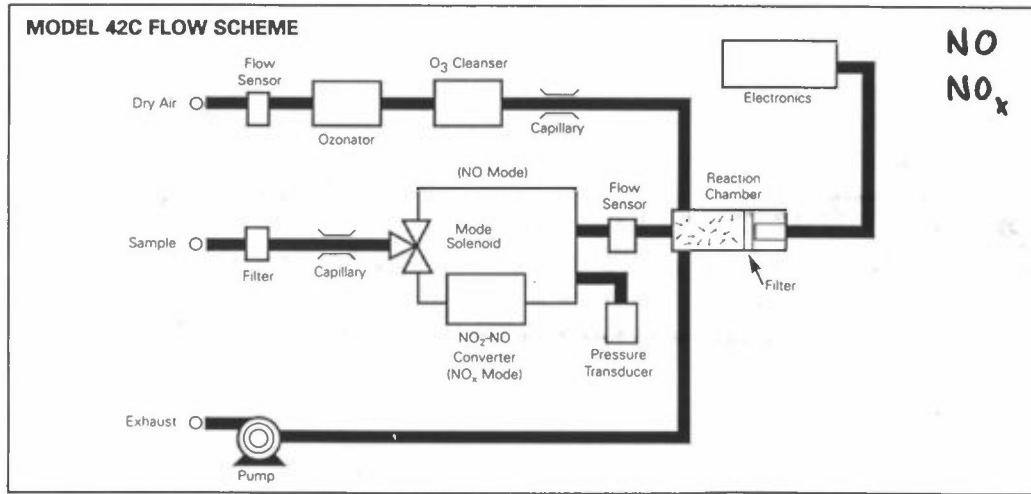 MODEL 42C FLOW SCHEME
NO
NOₓ
Flow
Sensor
O₃ Cleanser
Dry Air
Ozonator
Capillary
Electronics
(NO Mode)
Flow
Sensor
Reaction
Chamber
Sample
Filter
Capillary
Mode
Solenoid
Filter
NO₂-NO
Converter
(NOₓ Mode)
Pressure
Transducer
Exhaust
Pump